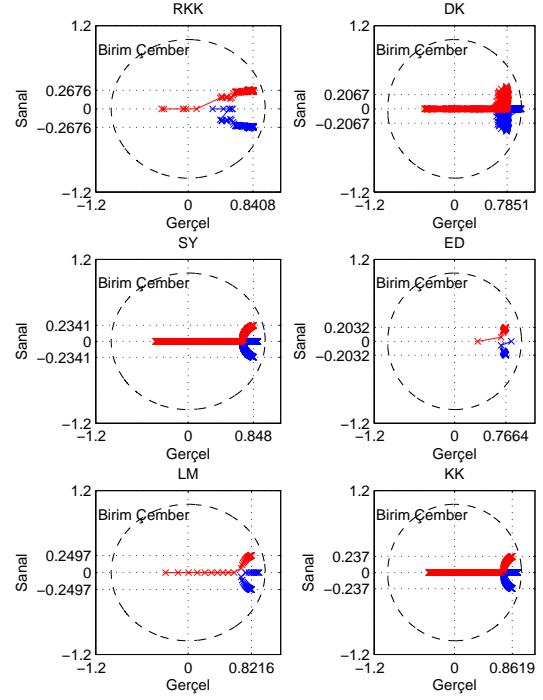 RKK
Birim Çember
0.2676
0
−0.2676
−1.2
−1.2 0 0.8408
Sanal
Gerçel
DK
Birim Çember
0.2067
0
−0.2067
−1.2
−1.2 0 0.7851
Sanal
Gerçel
SY
1.2
Birim Çember
0.2341
0
−0.2341
−1.2
−1.2 0 0.848
Sanal
Gerçel
ED
1.2
Birim Çember
0.2032
0
−0.2032
−1.2
−1.2 0 0.7664
Sanal
Gerçel
LM
1.2
Birim Çember
0.2497
0
−0.2497
−1.2
−1.2 0 0.8216
Sanal
Gerçel
KK
1.2
Birim Çember
0.237
0
−0.237
−1.2
−1.2 0 0.8619
Sanal
Gerçel